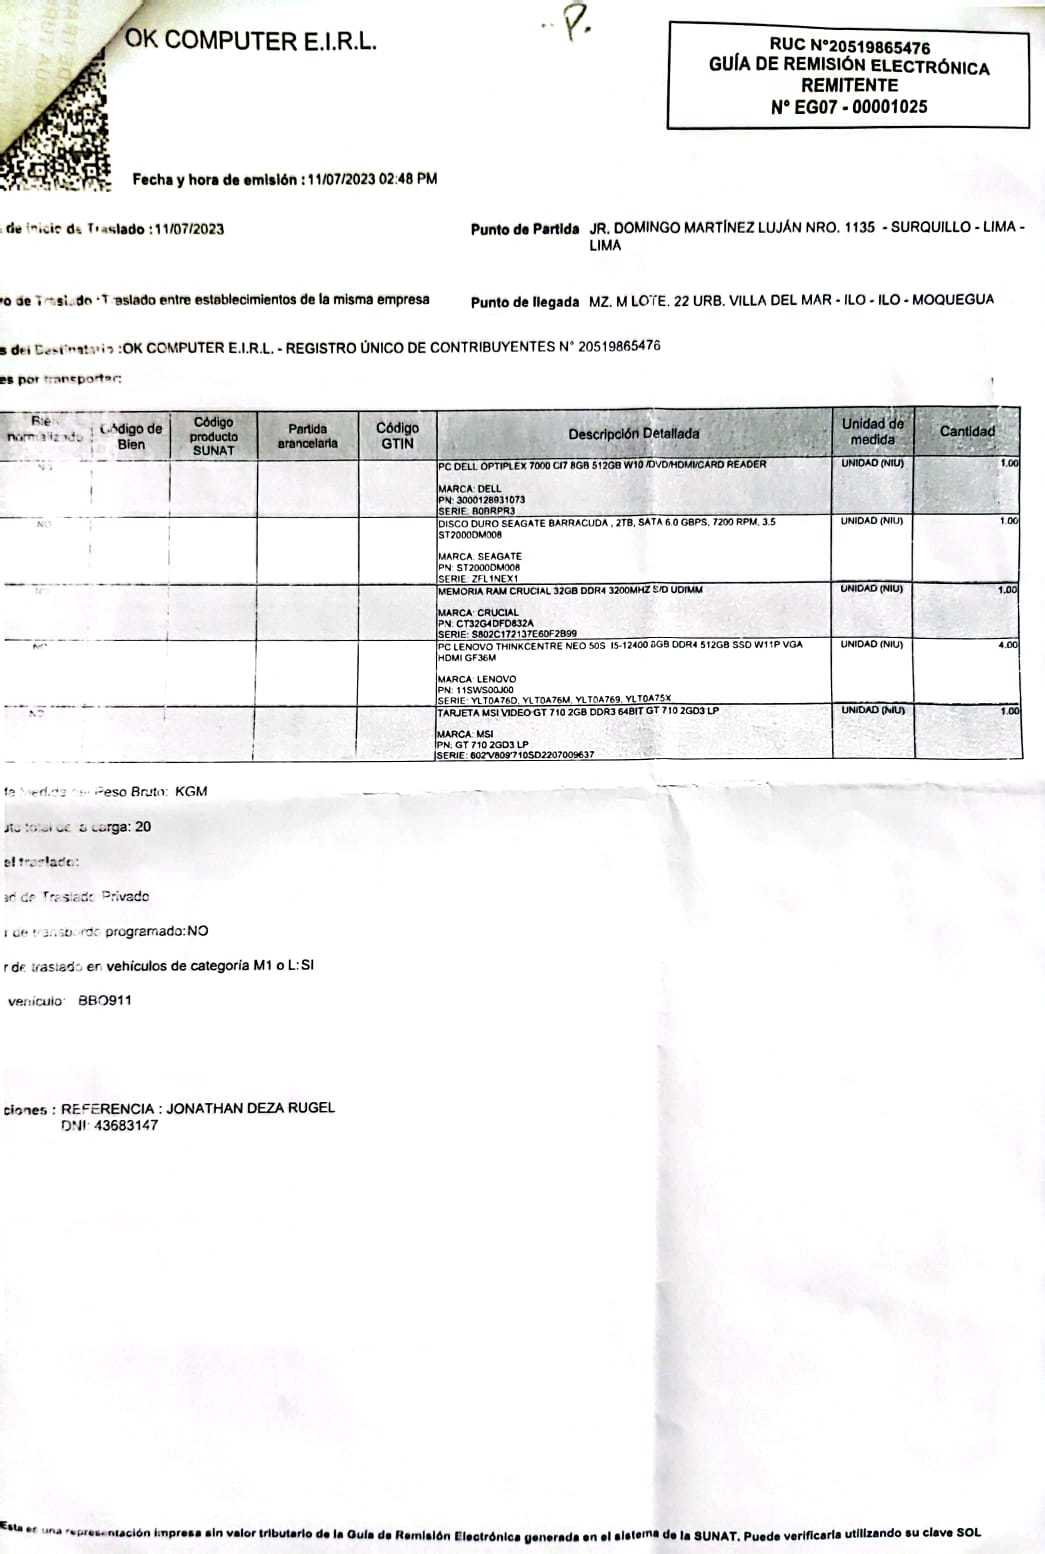 P.
OK COMPUTER E.I.R.L.
RUC N°20519865476
GUÍA DE REMISIÓN ELECTRÓNICA
REMITENTE
N° EG07 - 00001025
Fecha y hora de emisión : 11/07/2023 02:48 PM
de inicio de Traslado : 11/07/2023
Punto de Partida JR. DOMINGO MARTÍNEZ LUJÁN NRO. 1135 - SURQUILLO - LIMA -
LIMA
vo de Traslado : Traslado entre establecimientos de la misma empresa
Punto de llegada MZ. M LOTE. 22 URB. VILLA DEL MAR - ILO - ILO - MOQUEGUA
s del Destinatario : OK COMPUTER E.I.R.L. - REGISTRO ÚNICO DE CONTRIBUYENTES N° 20519865476
es por transportar:
Bien normalizado Código de Bien Código producto SUNAT Partida arancelaria Código GTIN Descripción Detallada Unidad de medida Cantidad
NO PC DELL OPTIPLEX 7000 CI7 8GB 512GB W10 /DVD/HDMI/CARD READER UNIDAD (NIU) 1.00
MARCA: DELL
PN: 3000128931073
SERIE: B0BRPR3
NO DISCO DURO SEAGATE BARRACUDA , 2TB, SATA 6.0 GBPS, 7200 RPM, 3.5 UNIDAD (NIU) 1.00
ST2000DM008
MARCA: SEAGATE
PN: ST2000DM008
SERIE: ZFL1NEX1
NO MEMORIA RAM CRUCIAL 32GB DDR4 3200MHZ S/D UDIMM UNIDAD (NIU) 1.00
MARCA: CRUCIAL
PN: CT32G4DFD832A
SERIE: S802C172137E60F2B99
NO PC LENOVO THINKCENTRE NEO 50S I5-12400 8GB DDR4 512GB SSD W11P VGA UNIDAD (NIU) 4.00
HDMI GF36M
MARCA: LENOVO
PN: 11SWS00J00
SERIE: YLT0A76D, YLT0A76M, YLT0A769, YLT0A75X
NO TARJETA MSI VIDEO GT 710 2GB DDR3 64BIT GT 710 2GD3 LP UNIDAD (NIU) 1.00
MARCA: MSI
PN: GT 710 2GD3 LP
SERIE: 602V809710SD2207009637
de Medida del Peso Bruto: KGM
uto total de la carga: 20
el traslado:
ad de Traslado Privado
r de transbordo programado:NO
r de traslado en vehículos de categoría M1 o L:SI
vehículo: BBO911
ciones : REFERENCIA : JONATHAN DEZA RUGEL
DNI: 43683147
Esta es una representación impresa sin valor tributario de la Guía de Remisión Electrónica generada en el sistema de la SUNAT. Puede verificarla utilizando su clave SOL